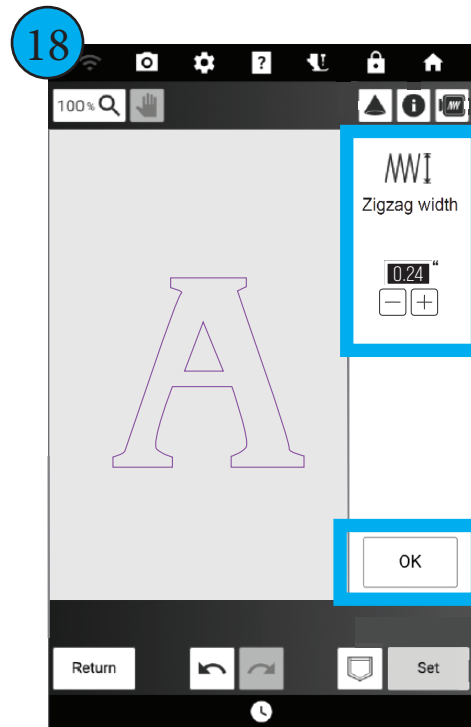 18
?
100% 
i
Zigzag width
0.24"
− +
A
OK
Return
Set